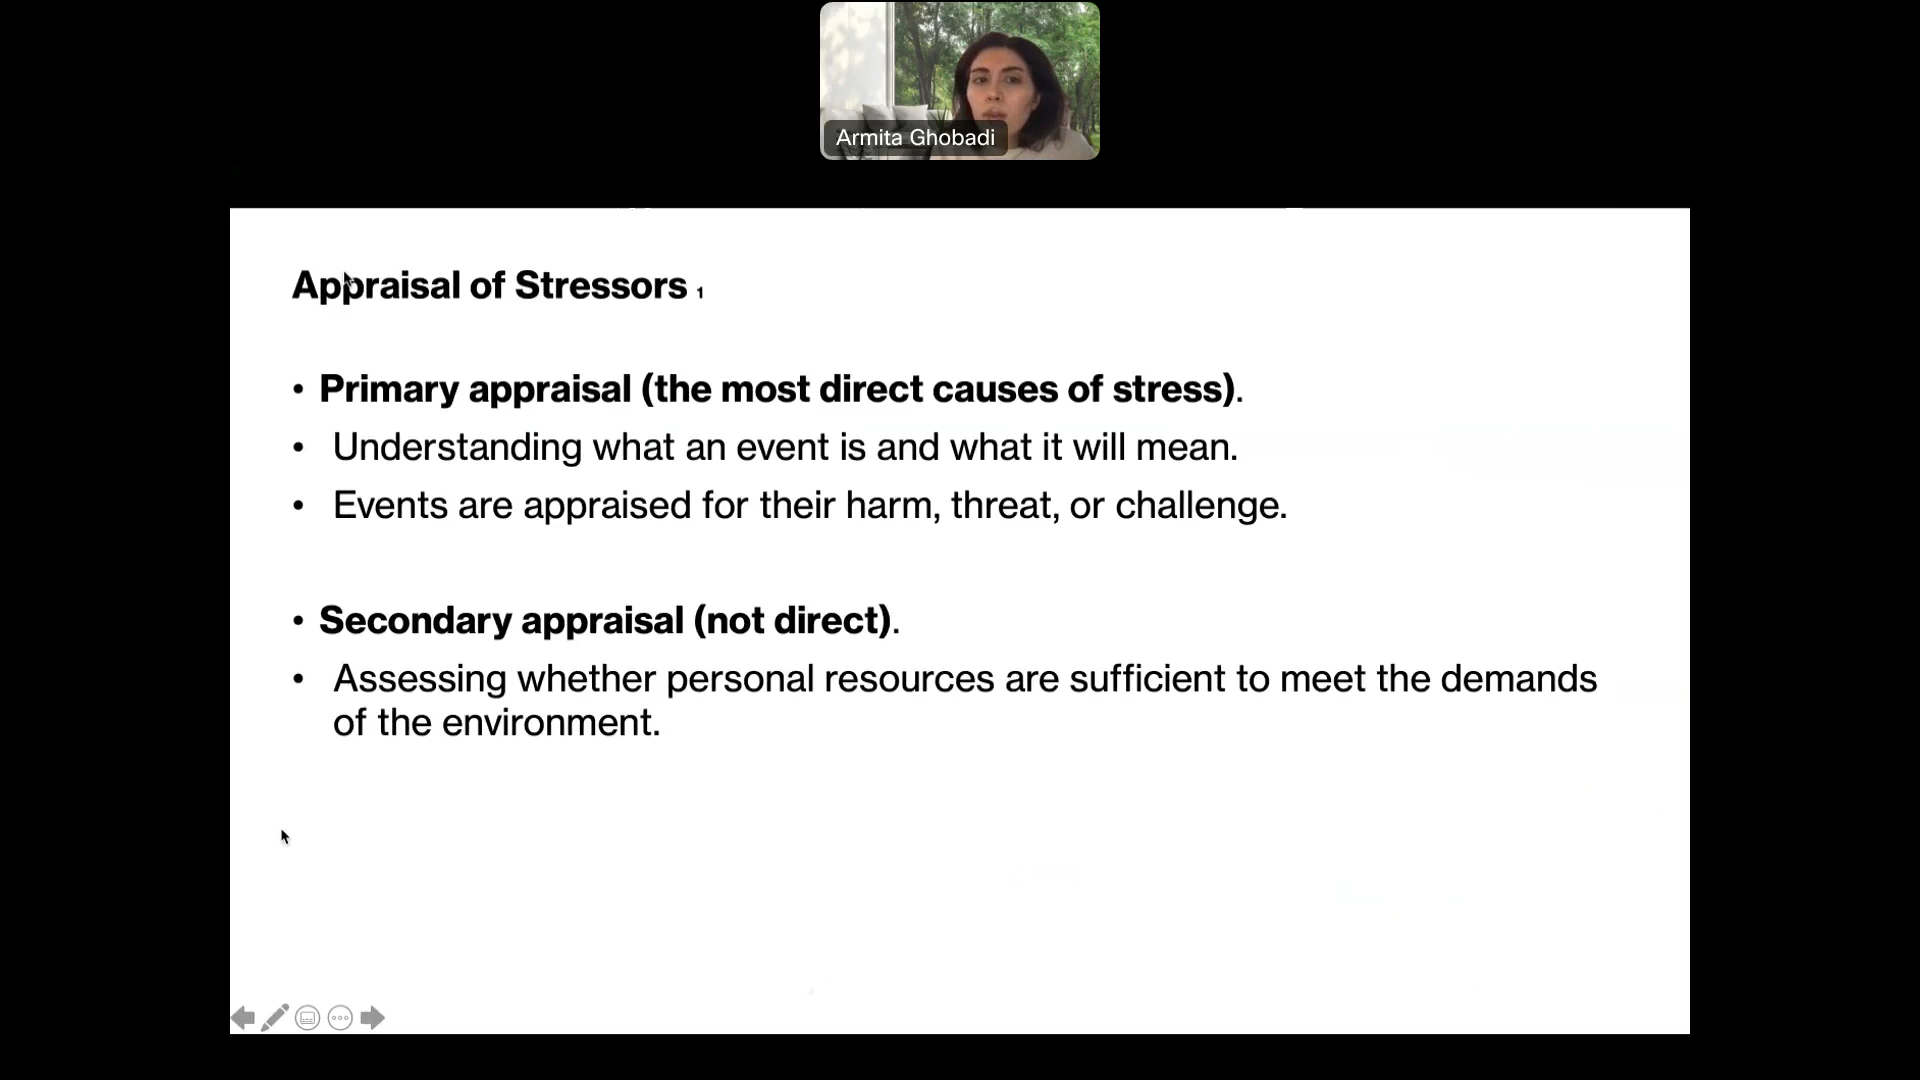 Armita Ghobadi
Appraisal of Stressors 1
• Primary appraisal (the most direct causes of stress).
• Understanding what an event is and what it will mean.
• Events are appraised for their harm, threat, or challenge.
• Secondary appraisal (not direct).
• Assessing whether personal resources are sufficient to meet the demands
of the environment.